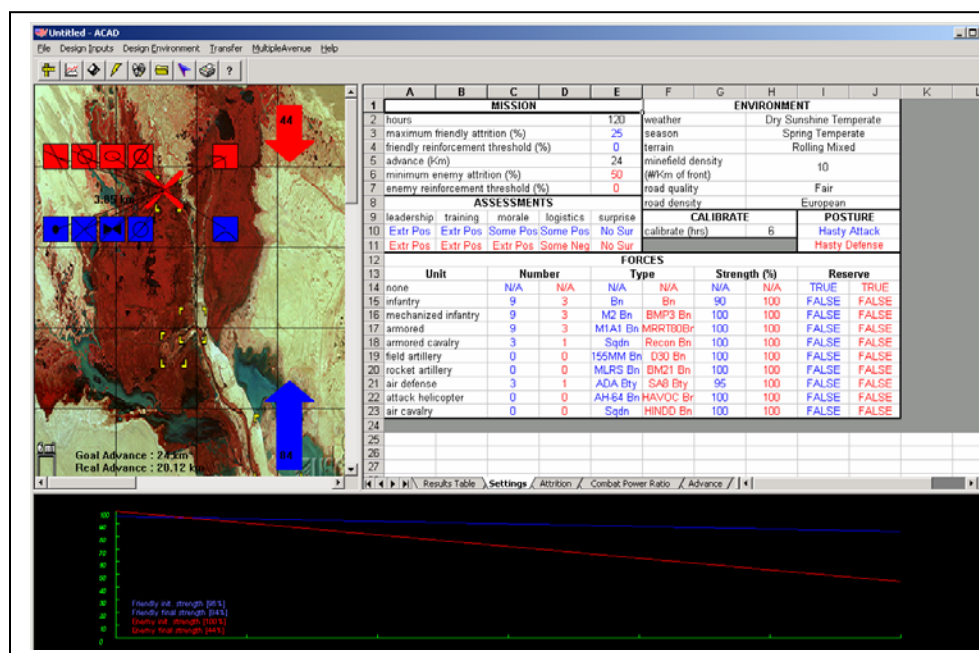 Untitled - ACAD
File Design Inputs Design Environment Transfer MultipleAvenue Help
?
44
3.85 km
84
6 m
Goal Advance : 24 km
Real Advance : 20.12 km
A B C D E F G H I J K L
1 MISSION ENVIRONMENT
2 hours 120 weather Dry Sunshine Temperate
3 maximum friendly attrition (%) 25 season Spring Temperate
4 friendly reinforcement threshold (%) 0 terrain Rolling Mixed
5 advance (Km) 24 minefield density 10
6 minimum enemy attrition (%) 50 (#/Km of front)
7 enemy reinforcement threshold (%) 0 road quality Fair
8 ASSESSMENTS road density European
9 leadership training morale logistics surprise CALIBRATE POSTURE
10 Extr Pos Extr Pos Some Pos Some Pos No Sur calibrate (hrs) 6 Hasty Attack
11 Extr Pos Extr Pos Extr Pos Some Neg No Sur Hasty Defense
12 FORCES
13 Unit Number Type Strength (%) Reserve
14 none N/A N/A N/A N/A N/A N/A TRUE TRUE
15 infantry 9 3 Bn Bn 90 100 FALSE FALSE
16 mechanized infantry 9 3 M2 Bn BMP3 Bn 100 100 FALSE FALSE
17 armored 9 3 M1A1 Bn MRRT80Br 100 100 FALSE FALSE
18 armored cavalry 3 1 Sqdn Recon Bn 100 100 FALSE FALSE
19 field artillery 0 0 155MM Bn D30 Bn 100 100 FALSE FALSE
20 rocket artillery 0 0 MLRS Bn BM21 Bn 100 100 FALSE FALSE
21 air defense 3 1 ADA Bty SA8 Bty 95 100 FALSE FALSE
22 attack helicopter 0 0 AH-64 Bn HAVOC Br 100 100 FALSE FALSE
23 air cavalry 0 0 Sqdn HINDD Bn 100 100 FALSE FALSE
24
25
26
27
Results Table Settings Attrition Combat Power Ratio Advance
100
90
80
70
60
50
40
30
20
10
0
Friendly init. strength [95%]
Friendly final strength [84%]
Enemy init. strength [100%]
Enemy final strength [44%]